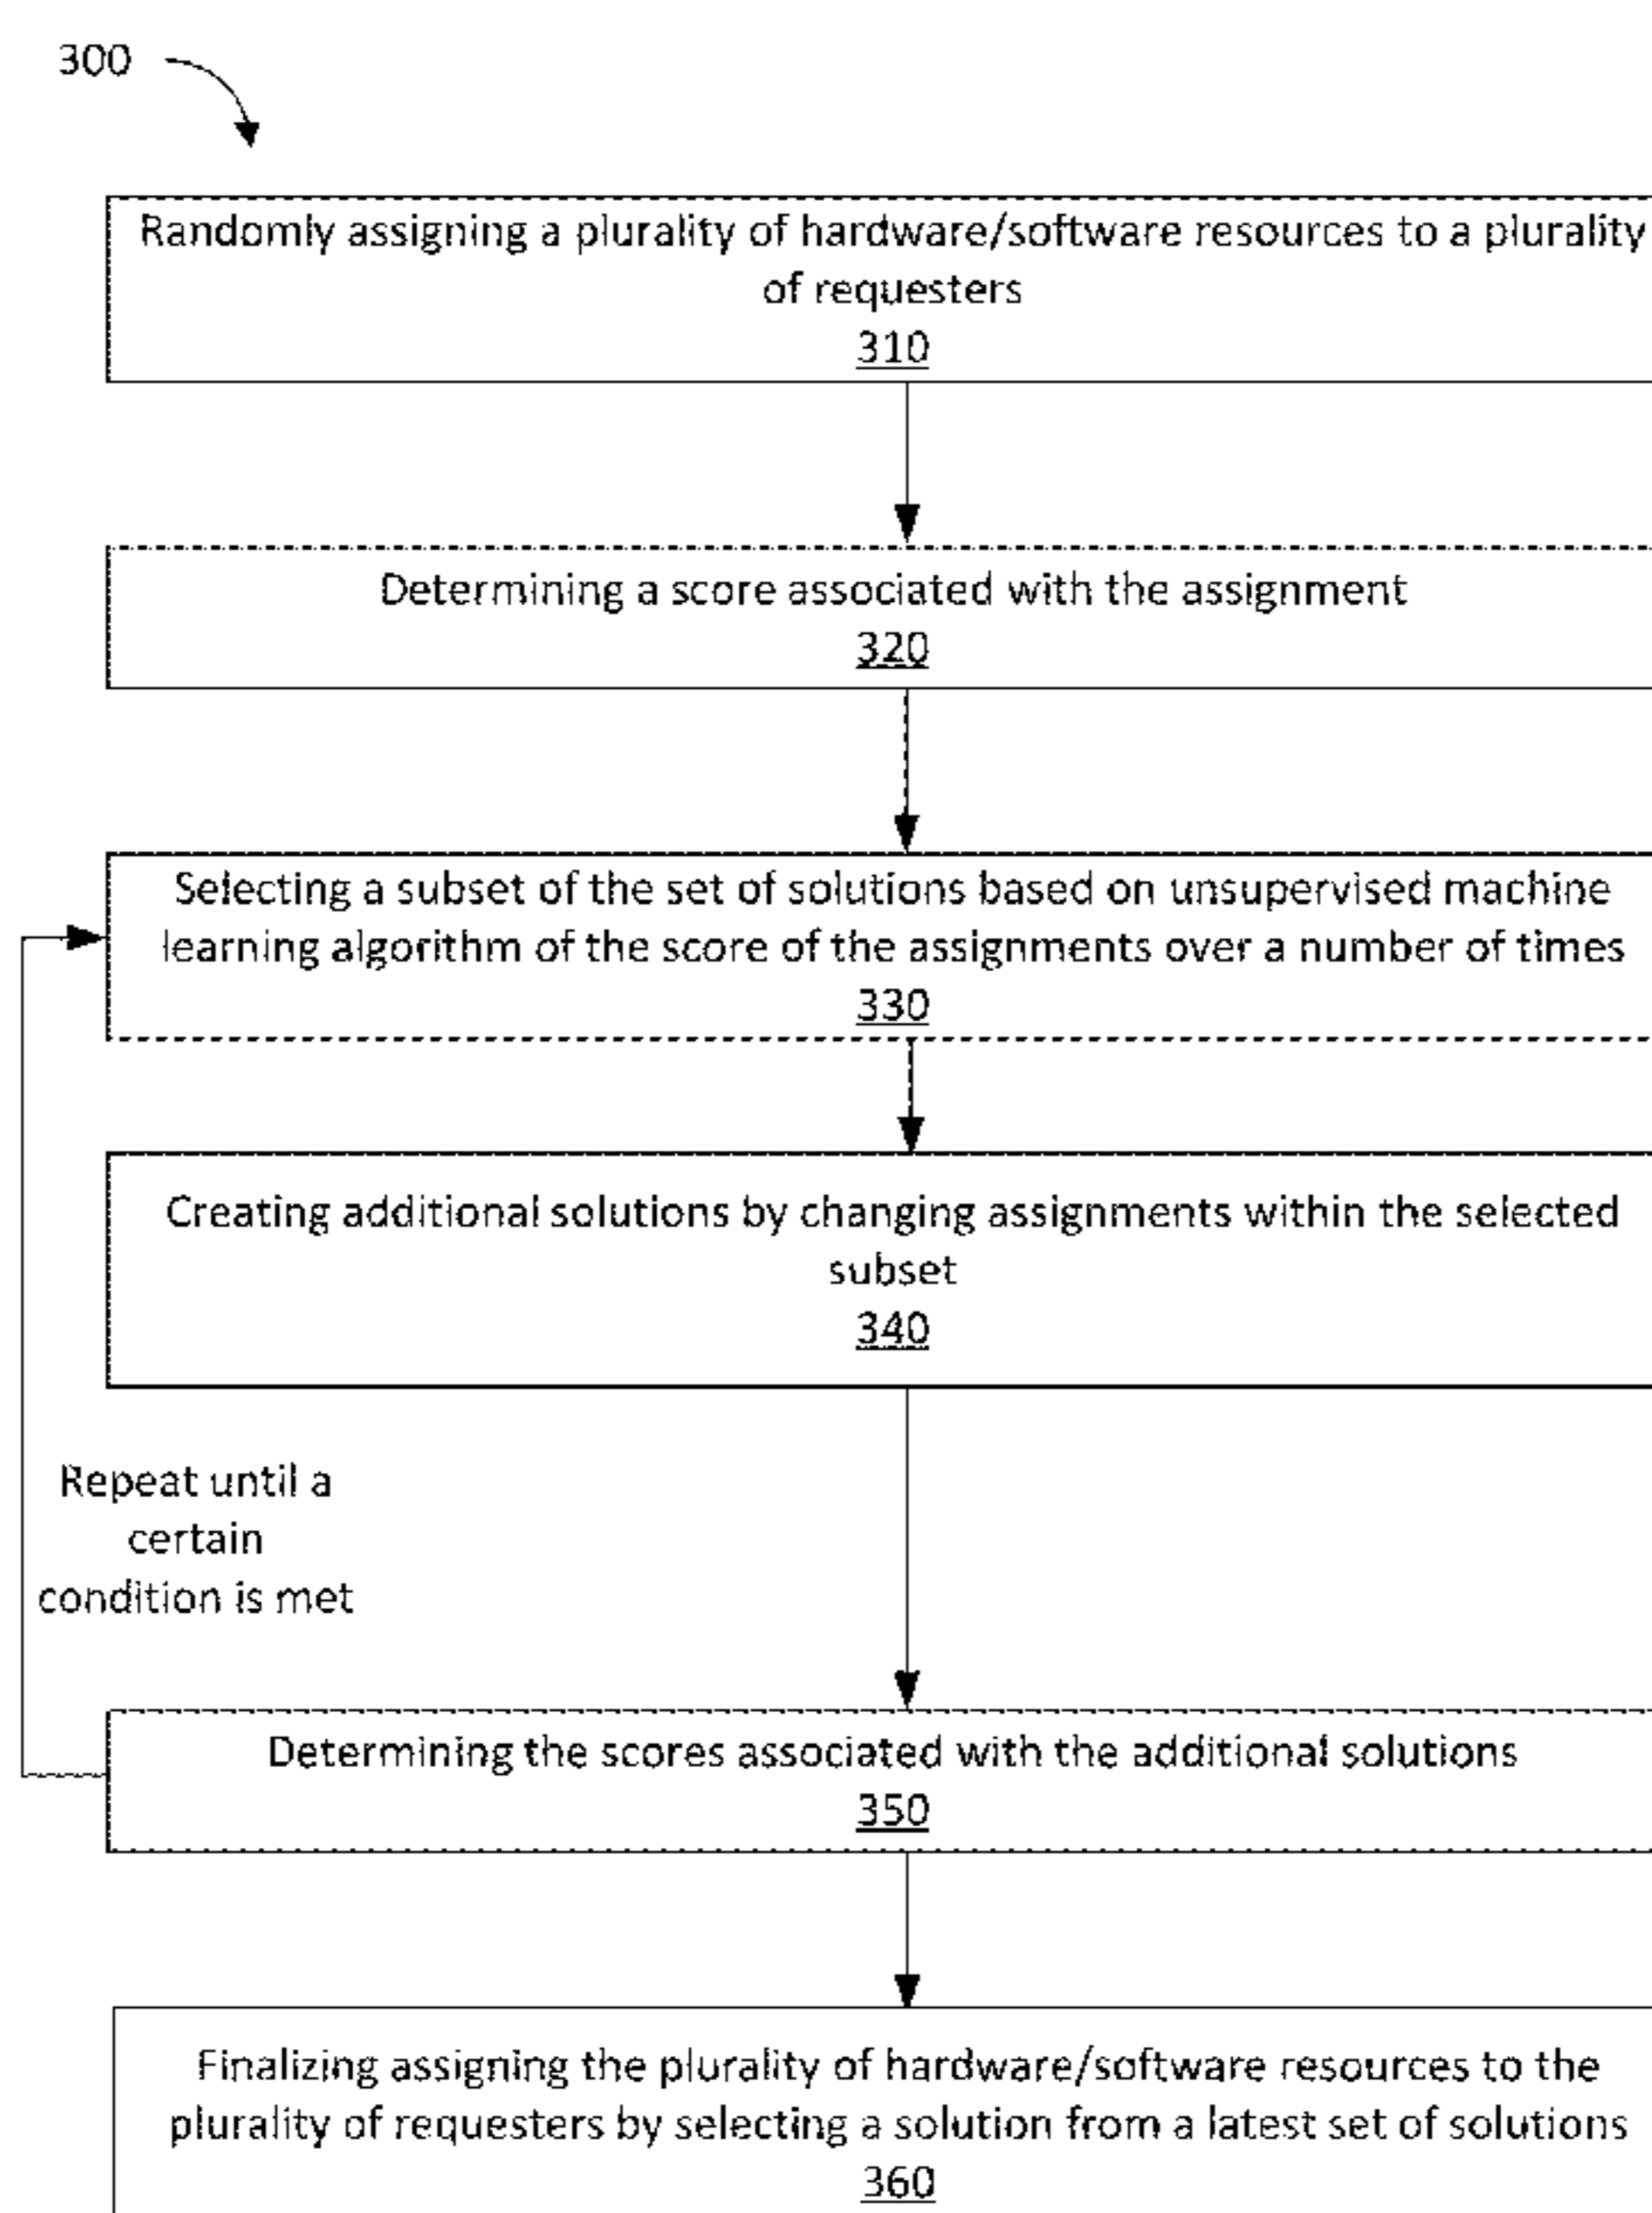 300
Randomly assigning a plurality of hardware/software resources to a plurality
of requesters
310
Determining a score associated with the assignment
320
Selecting a subset of the set of solutions based on unsupervised machine
learning algorithm of the score of the assignments over a number of times
330
Creating additional solutions by changing assignments within the selected
subset
340
Repeat until a
certain
condition is met
Determining the scores associated with the additional solutions
350
Finalizing assigning the plurality of hardware/software resources to the
plurality of requesters by selecting a solution from a latest set of solutions
360